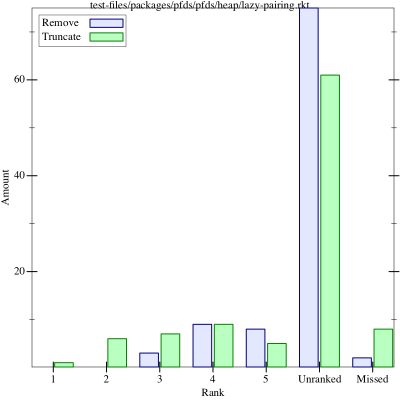 test-files/packages/pfds/pfds/heap/lazy-pairing.rkt
Remove
Truncate
60
40
20
Amount
1 2 3 4 5 Unranked Missed
Rank